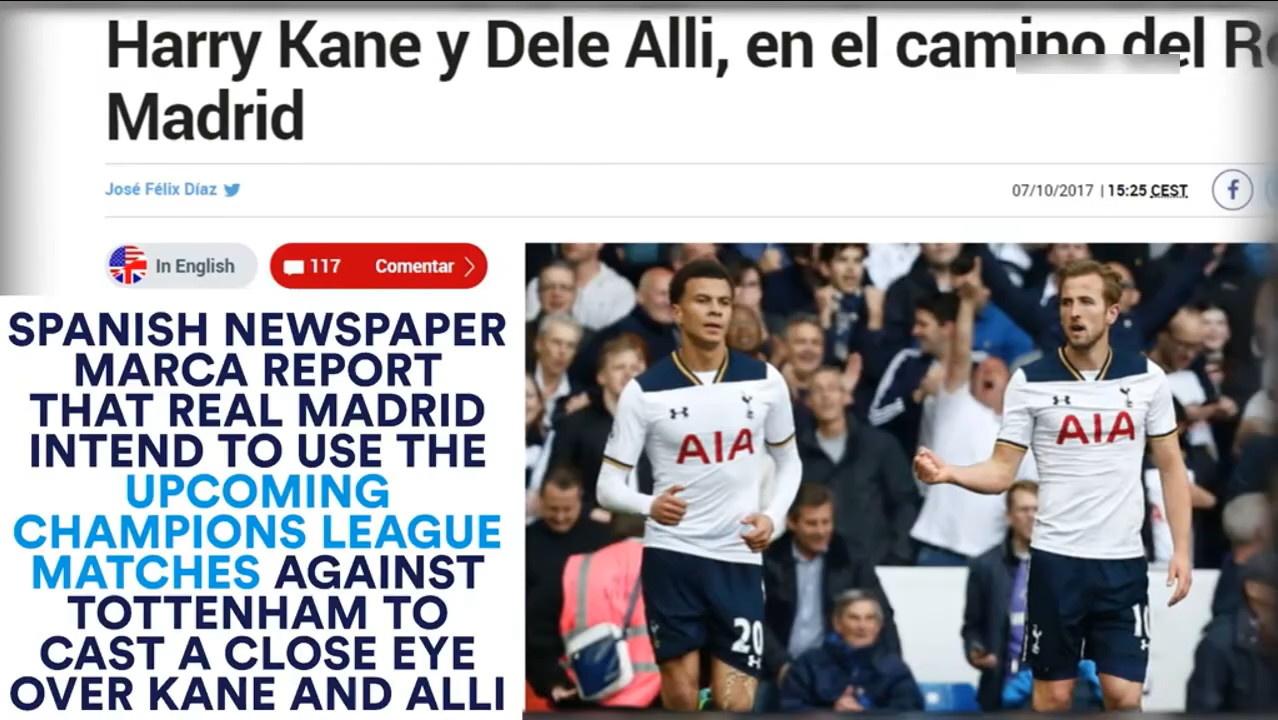 Harry Kane y Dele Alli, en el camino del
Madrid
José Félix Díaz
07/10/2017 | 15:25 CEST
In English
117 Comentar
SPANISH NEWSPAPER
MARCA REPORT
THAT REAL MADRID
INTEND TO USE THE
UPCOMING
CHAMPIONS LEAGUE
MATCHES AGAINST
TOTTENHAM TO
CAST A CLOSE EYE
OVER KANE AND ALLI
AIA
AIA
20
10